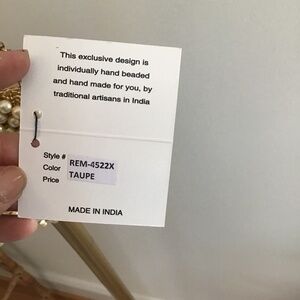 This exclusive design is
individually hand beaded
and hand made for you, by
traditional artisans in India
Style # REM-4522X
Color TAUPE
Price
MADE IN INDIA